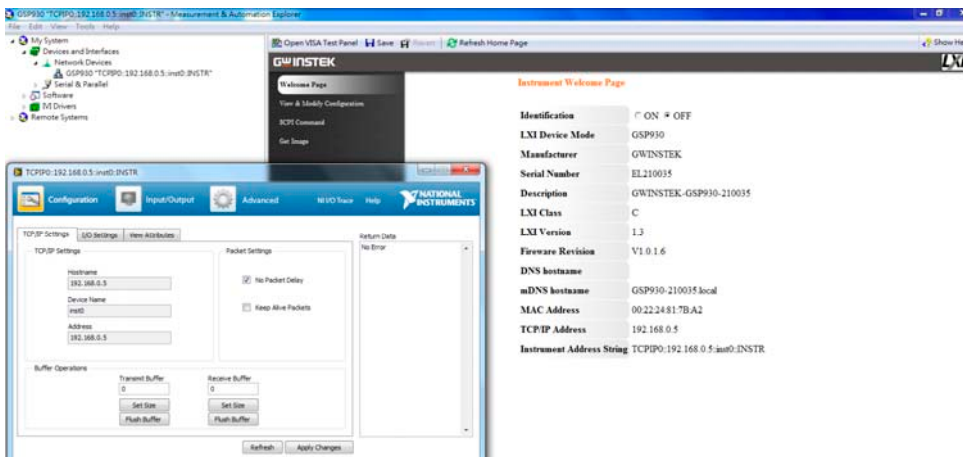 GSP930 "TCPIP0::192.168.0.5::inst0::INSTR" - Measurement & Automation Explorer
File Edit View Tools Help
My System
Devices and Interfaces
Network Devices
GSP930 "TCPIP0::192.168.0.5::inst0::INSTR"
Serial & Parallel
Software
IVI Drivers
Remote Systems
Open VISA Test Panel Save Revert Refresh Home Page Show He
GWINSTEK LXI
Welcome Page
View & Modify Configuration
SCPI Command
Get Image
Instrument Welcome Page
Identification ON OFF
LXI Device Mode GSP930
Manufacturer GWINSTEK
Serial Number EL210035
Description GWINSTEK-GSP930-210035
LXI Class C
LXI Version 1.3
Firmware Revision V1.0.1.6
DNS hostname
mDNS hostname GSP930-210035.local
MAC Address 00:22:24:81:7B:A2
TCP/IP Address 192.168.0.5
Instrument Address String TCPIP0::192.168.0.5::inst0::INSTR
TCPIP0::192.168.0.5::inst0::INSTR
Configuration Input/Output Advanced NI I/O Trace Help NATIONAL INSTRUMENTS
TCP/IP Settings I/O Settings View Attributes
Return Data
No Error
TCP/IP Settings
Hostname
192.168.0.5
Device Name
inst0
Address
192.168.0.5
Packet Settings
No Packet Delay
Keep Alive Packets
Buffer Operations
Transmit Buffer Receive Buffer
0 0
Set Size Set Size
Flush Buffer Flush Buffer
Refresh Apply Changes